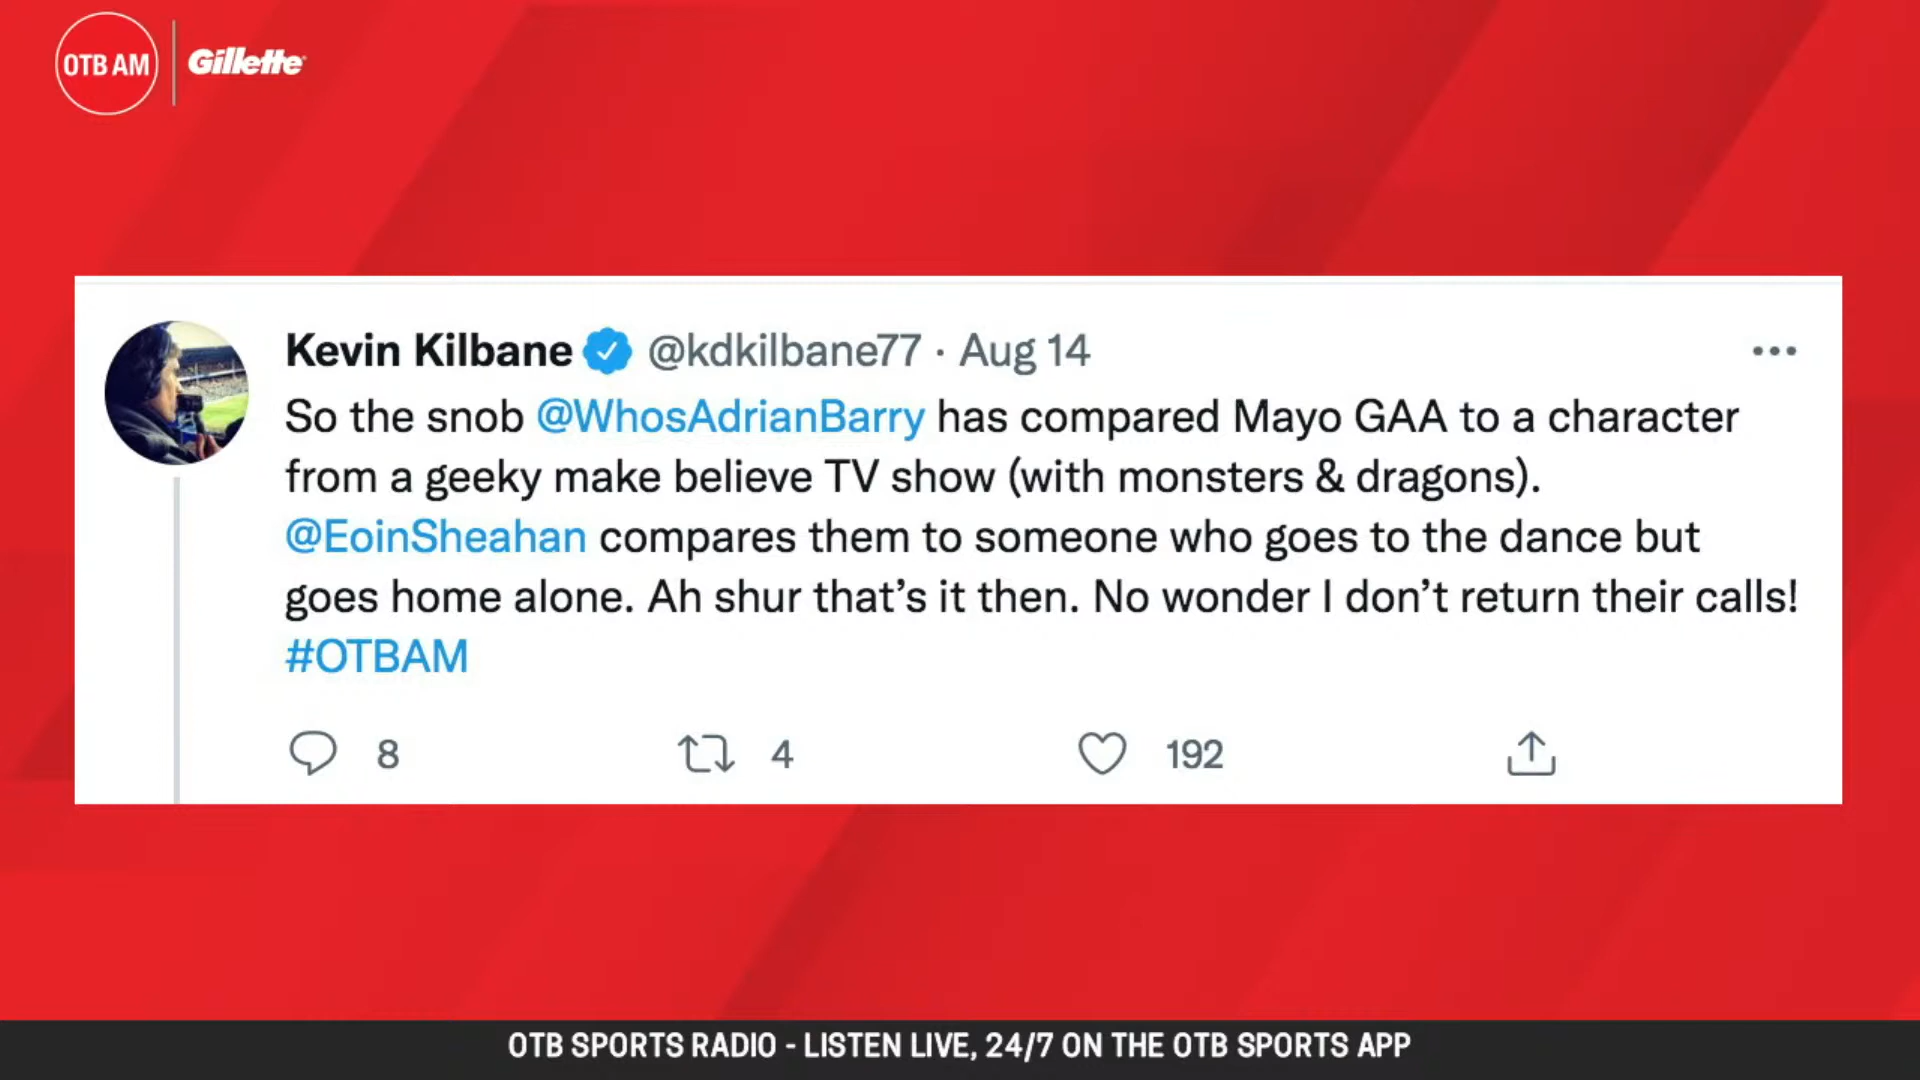 OTB AM
Gillette
Kevin Kilbane @kdkilbane77 · Aug 14
So the snob @WhosAdrianBarry has compared Mayo GAA to a character
from a geeky make believe TV show (with monsters & dragons).
@EoinSheahan compares them to someone who goes to the dance but
goes home alone. Ah shur that’s it then. No wonder I don’t return their calls!
#OTBAM
8 4 192
OTB SPORTS RADIO - LISTEN LIVE, 24/7 ON THE OTB SPORTS APP